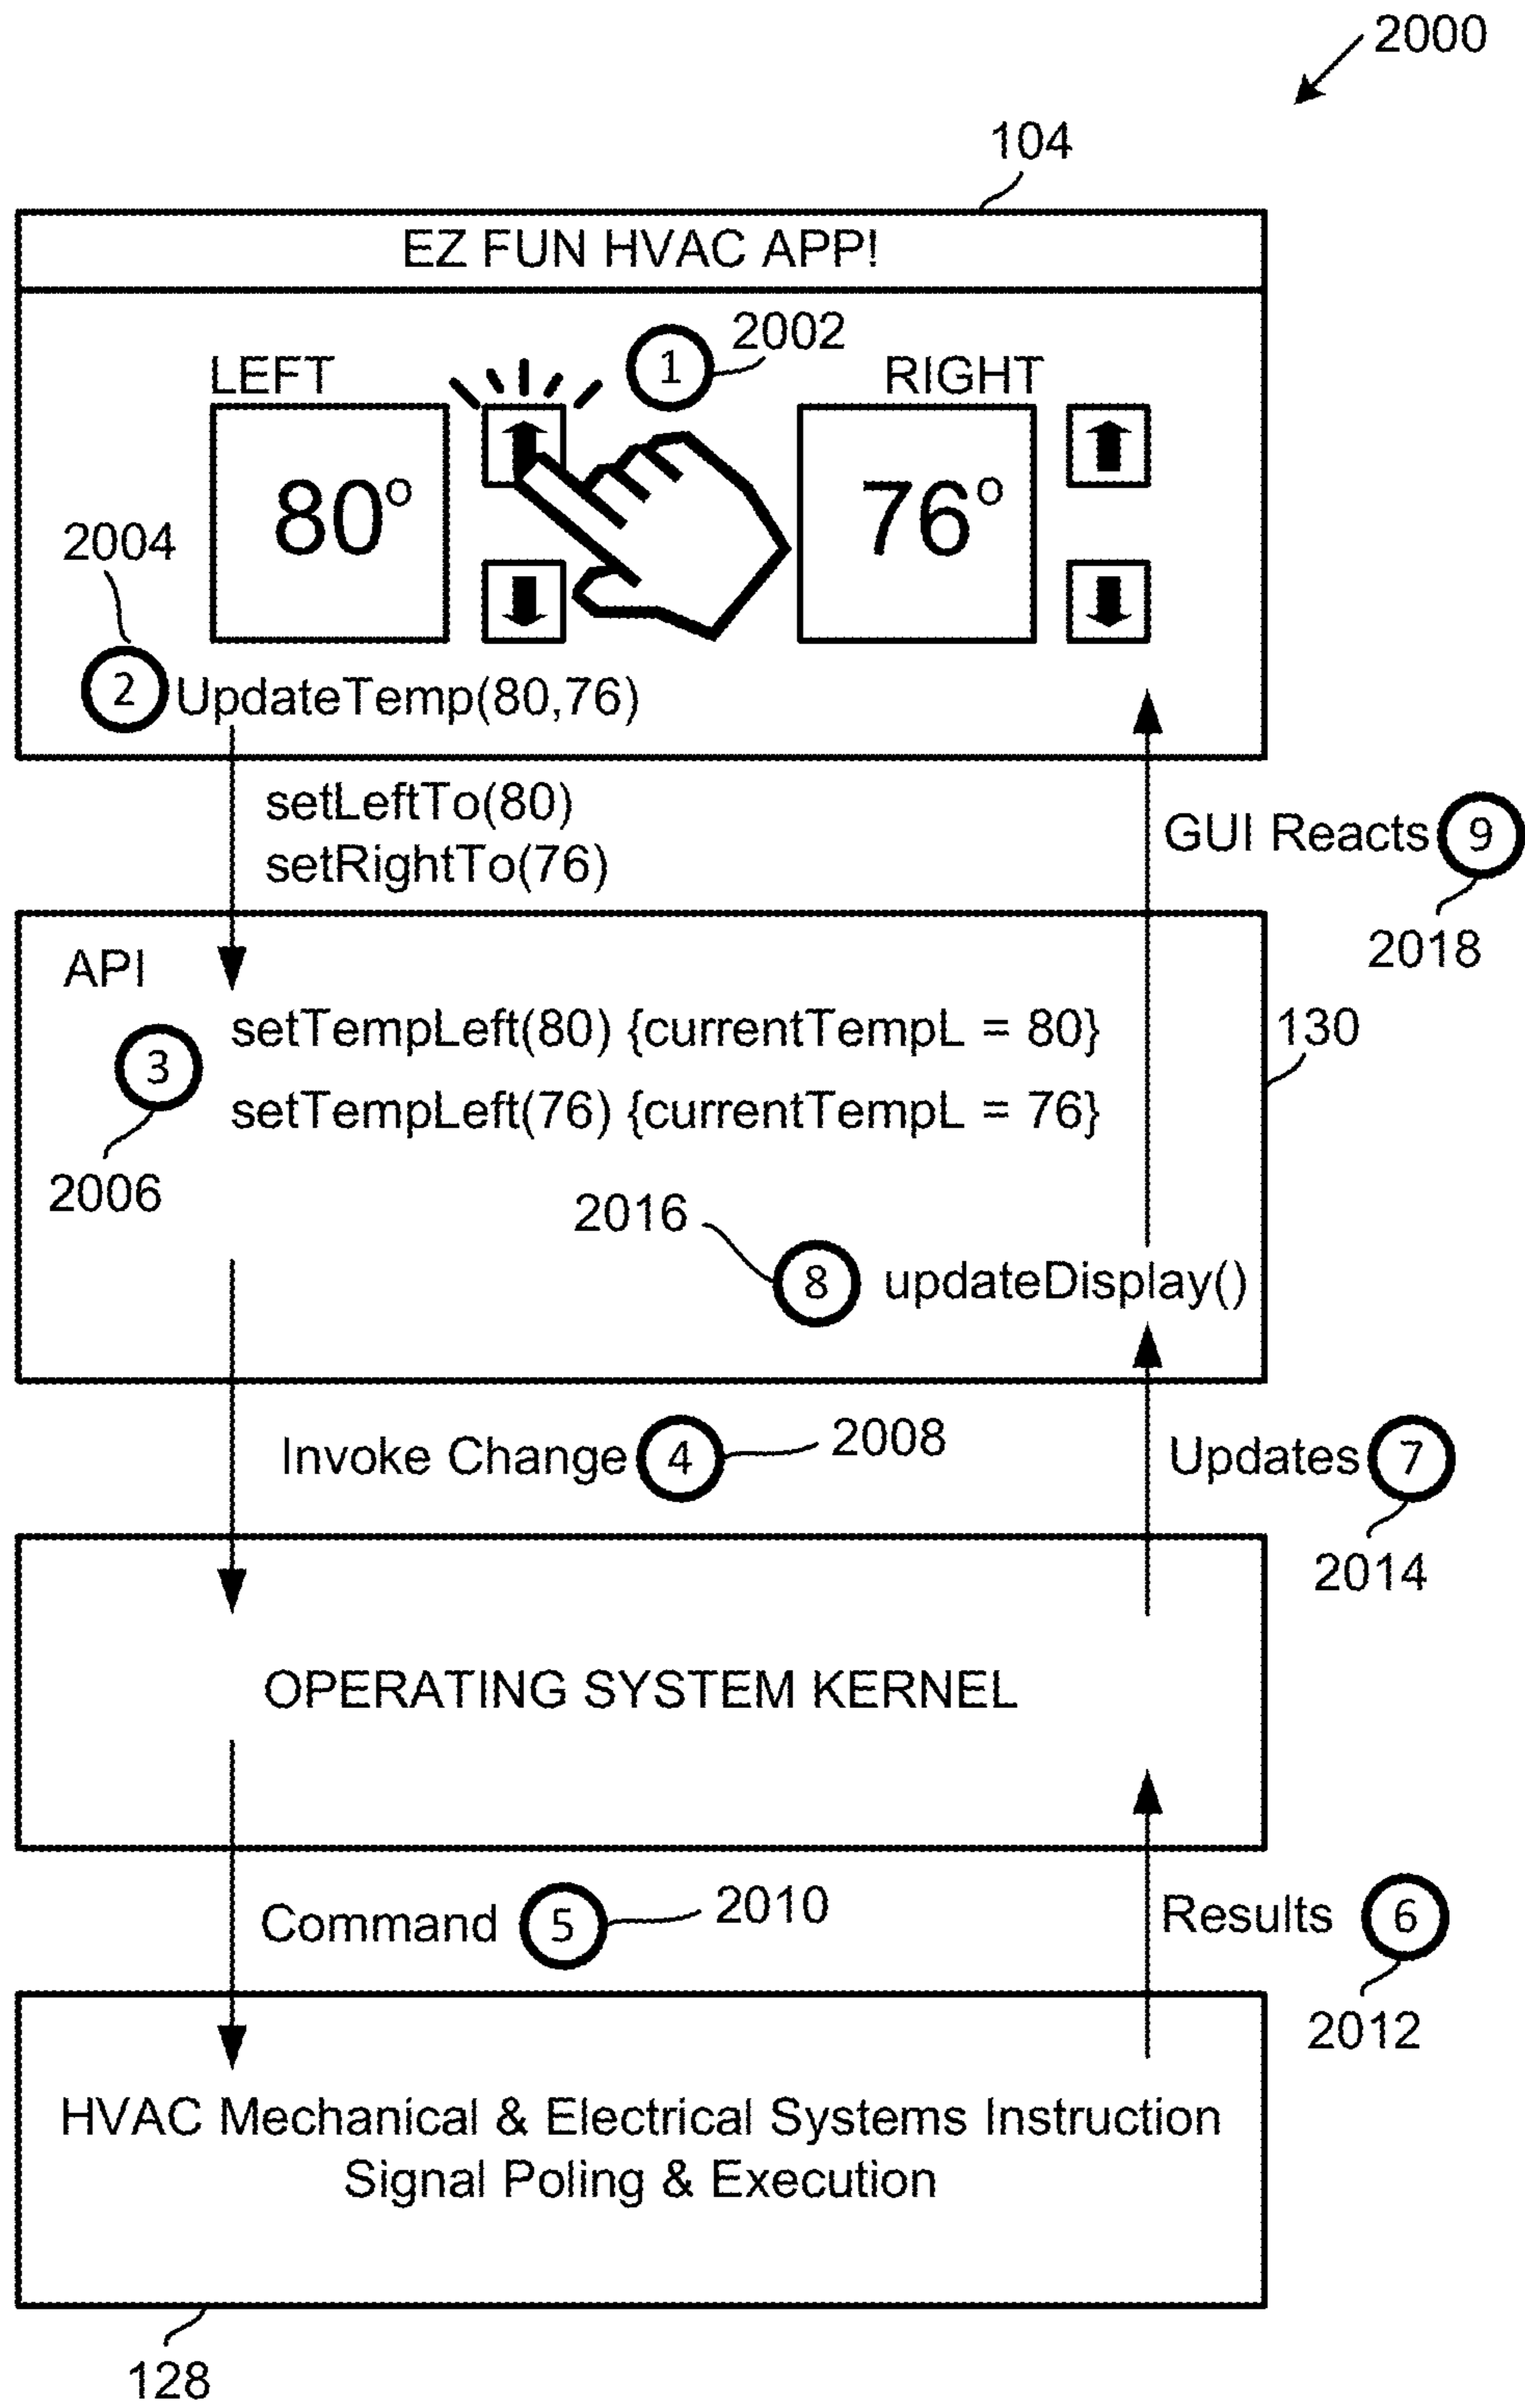 2000
104
EZ FUN HVAC APP!
1 2002
LEFT
RIGHT
80°
76°
2004
2 UpdateTemp(80,76)
setLeftTo(80)
setRightTo(76)
GUI Reacts 9
2018
API
130
3
setTempLeft(80) {currentTempL = 80}
setTempLeft(76) {currentTempL = 76}
2006
2016
8 updateDisplay()
Invoke Change 4 2008
Updates 7
2014
OPERATING SYSTEM KERNEL
Command 5 2010
Results 6
2012
HVAC Mechanical & Electrical Systems Instruction
Signal Poling & Execution
128